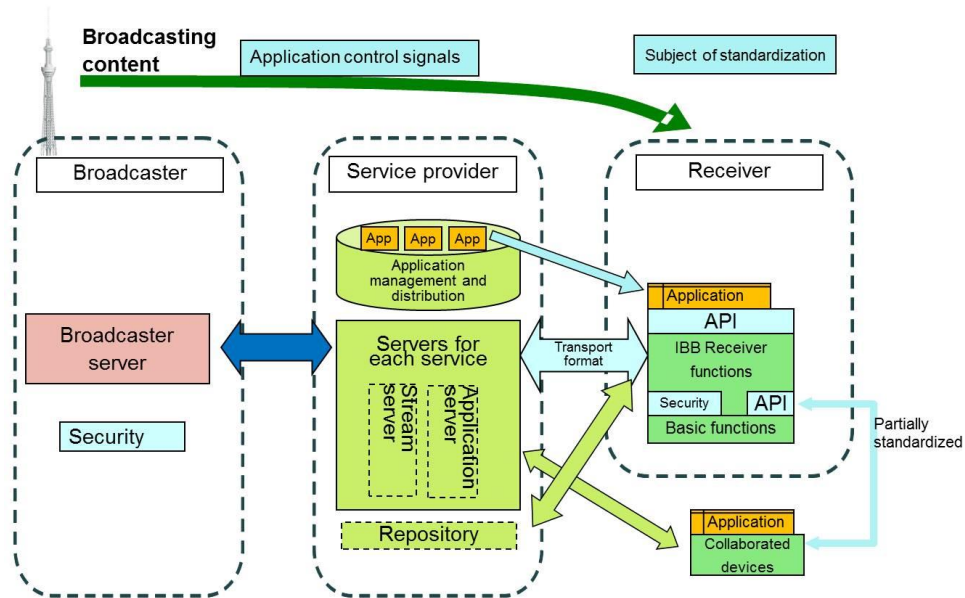 Broadcasting
content
Application control signals
Subject of standardization
Broadcaster
Service provider
Receiver
App
App
App
Application
management and
distribution
Application
API
Broadcaster
server
Servers for
each service
Transport
format
IBB Receiver
functions
Stream
server
Application
server
Security
API
Basic functions
Security
Partially
standardized
Repository
Application
Collaborated
devices